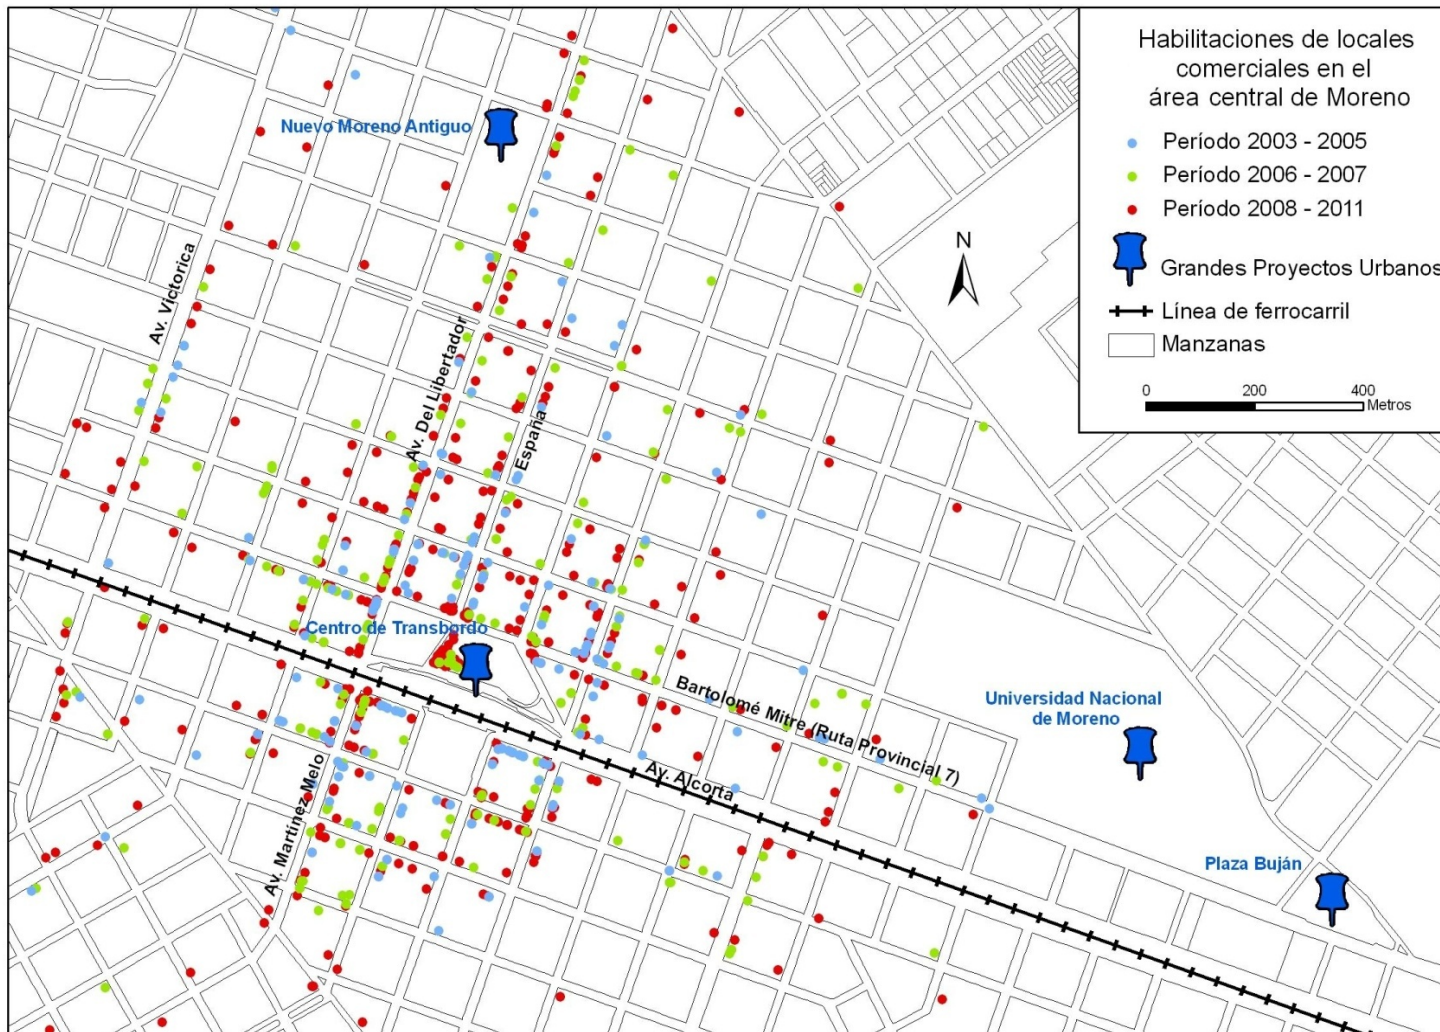 Habilitaciones de locales
comerciales en el
área central de Moreno
Período 2003 - 2005
Período 2006 - 2007
Período 2008 - 2011
Grandes Proyectos Urbanos
Línea de ferrocarril
Manzanas
0 200 400
Metros
N
Nuevo Moreno Antiguo
Av. Victorica
Av. Del Libertador
España
Centro de Transbordo
Bartolomé Mitre (Ruta Provincial 7)
Universidad Nacional
de Moreno
Av. Alcorta
Av. Martinez Melo
Plaza Buján